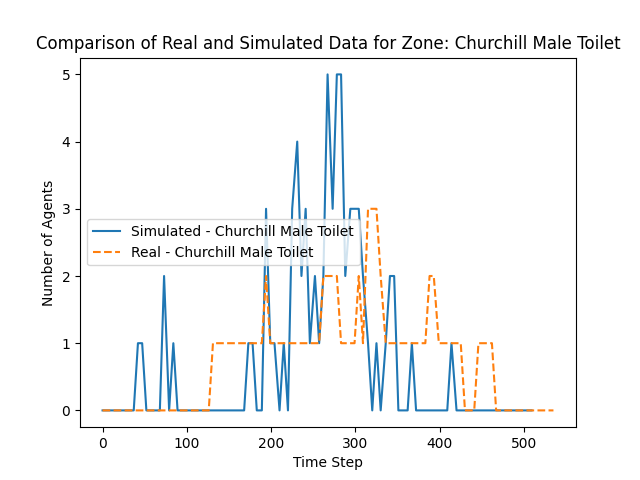 Comparison of Real and Simulated Data for Zone: Churchill Male Toilet
5
4
3
2
1
0
Number of Agents
Simulated - Churchill Male Toilet
Real - Churchill Male Toilet
0 100 200 300 400 500
Time Step